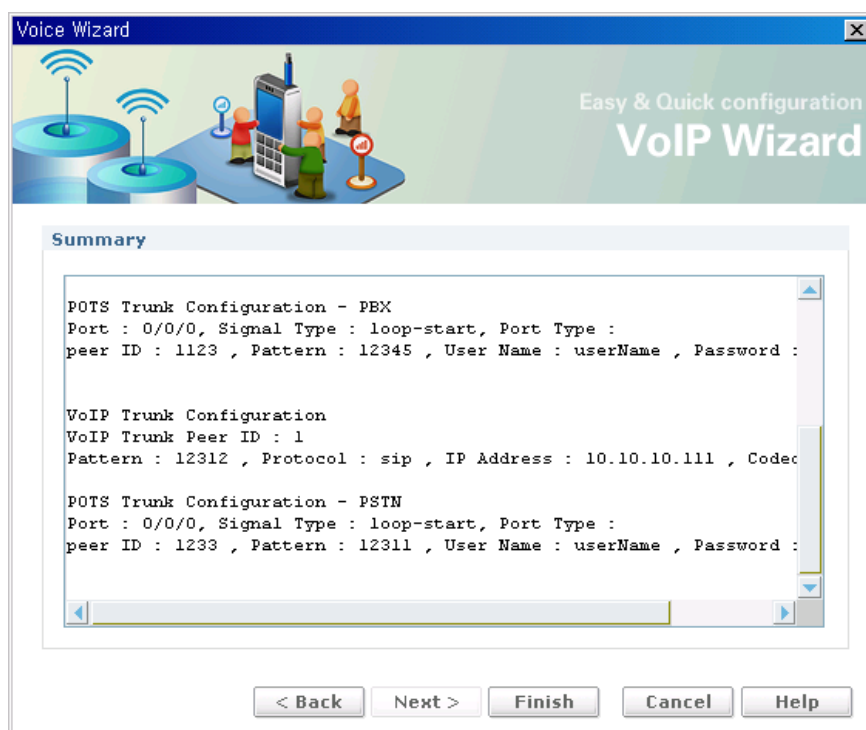 Voice Wizard
Easy & Quick configuration
VoIP Wizard
Summary
POTS Trunk Configuration - PBX
Port : 0/0/0, Signal Type : loop-start, Port Type :
peer ID : 1123 , Pattern : 12345 , User Name : userName , Password :
VoIP Trunk Configuration
VoIP Trunk Peer ID : 1
Pattern : 12312 , Protocol : sip , IP Address : 10.10.10.111 , Codec
POTS Trunk Configuration - PSTN
Port : 0/0/0, Signal Type : loop-start, Port Type :
peer ID : 1233 , Pattern : 12311 , User Name : userName , Password :
< Back Next > Finish Cancel Help